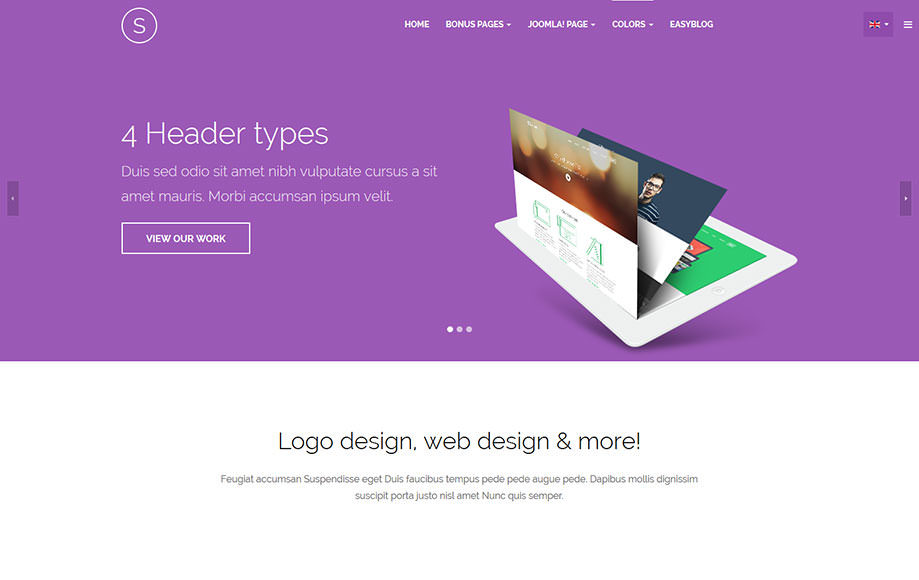 S
HOME BONUS PAGES JOOMLA! PAGE COLORS EASYBLOG
4 Header types
Duis sed odio sit amet nibh vulputate cursus a sit
amet mauris. Morbi accumsan ipsum velit.
VIEW OUR WORK
Logo design, web design & more!
Feugiat accumsan Suspendisse eget Duis faucibus tempus pede pede augue pede. Dapibus mollis dignissim
suscipit porta justo nisl amet Nunc quis semper.